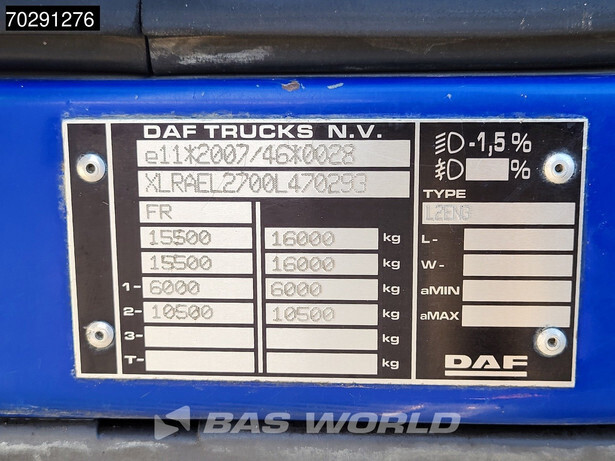 70291276
DAF TRUCKS N.V.
e11*2007/46*0028
XLRAEL2700L470293
FR
15500 16000 kg
15500 16000 kg
1- 6000 6000 kg
2- 10500 10500 kg
3- kg
T- kg
-1,5 %
%
TYPE
L2EN3
L-
W-
aMIN
aMAX
DAF
BAS WORLD